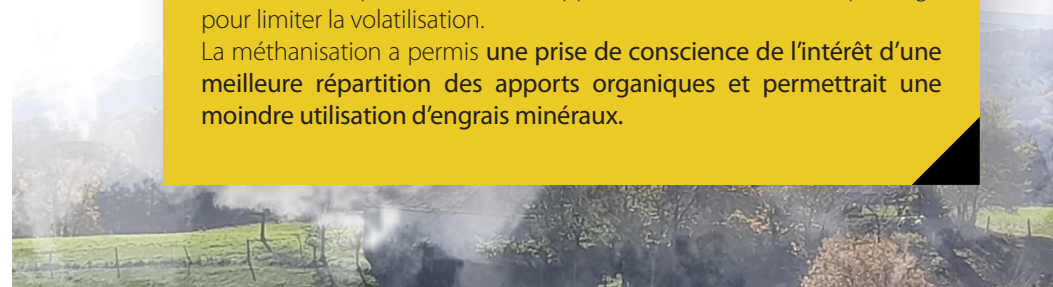 pour limiter la volatilisation.
La méthanisation a permis une prise de conscience de l'intérêt d'une
meilleure répartition des apports organiques et permettrait une
moindre utilisation d'engrais minéraux.